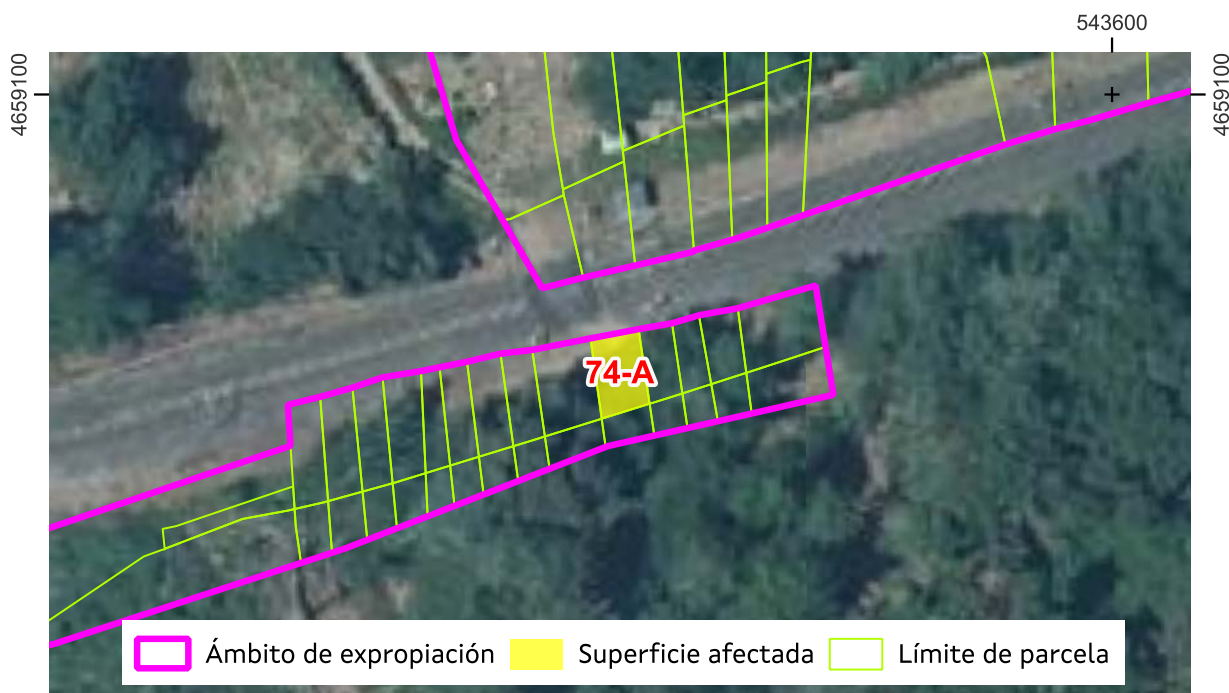 543600
4659100
4659100
74-A
Ámbito de expropiación
Superficie afectada
Límite de parcela